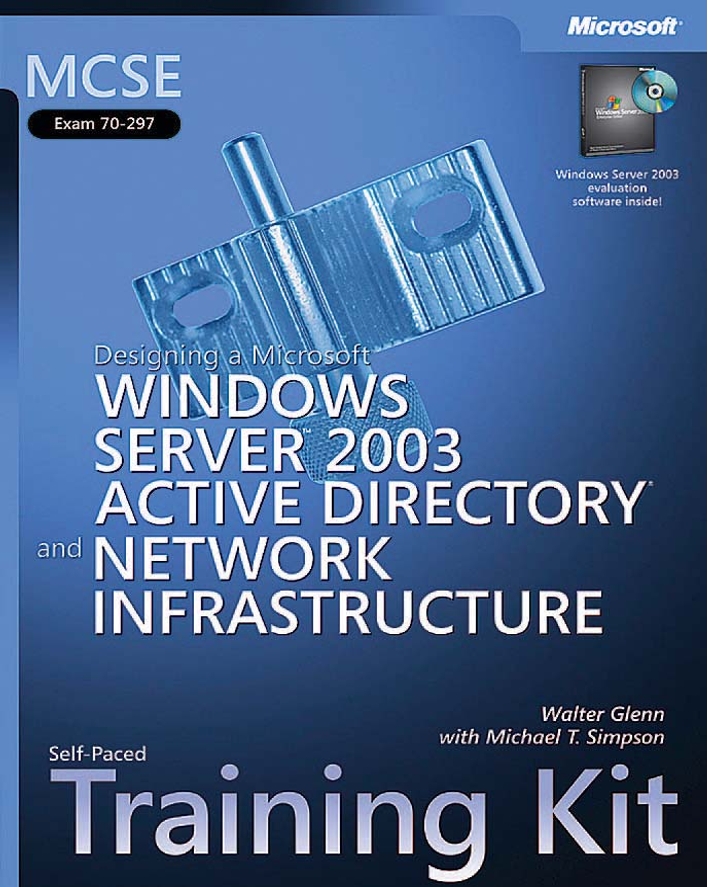 Microsoft®
MCSE
Exam 70-297
Windows Server 2003
evaluation
software inside!
Designing a Microsoft
WINDOWS
SERVER™ 2003
ACTIVE DIRECTORY®
and NETWORK
INFRASTRUCTURE
Walter Glenn
with Michael T. Simpson
Self-Paced
Training Kit